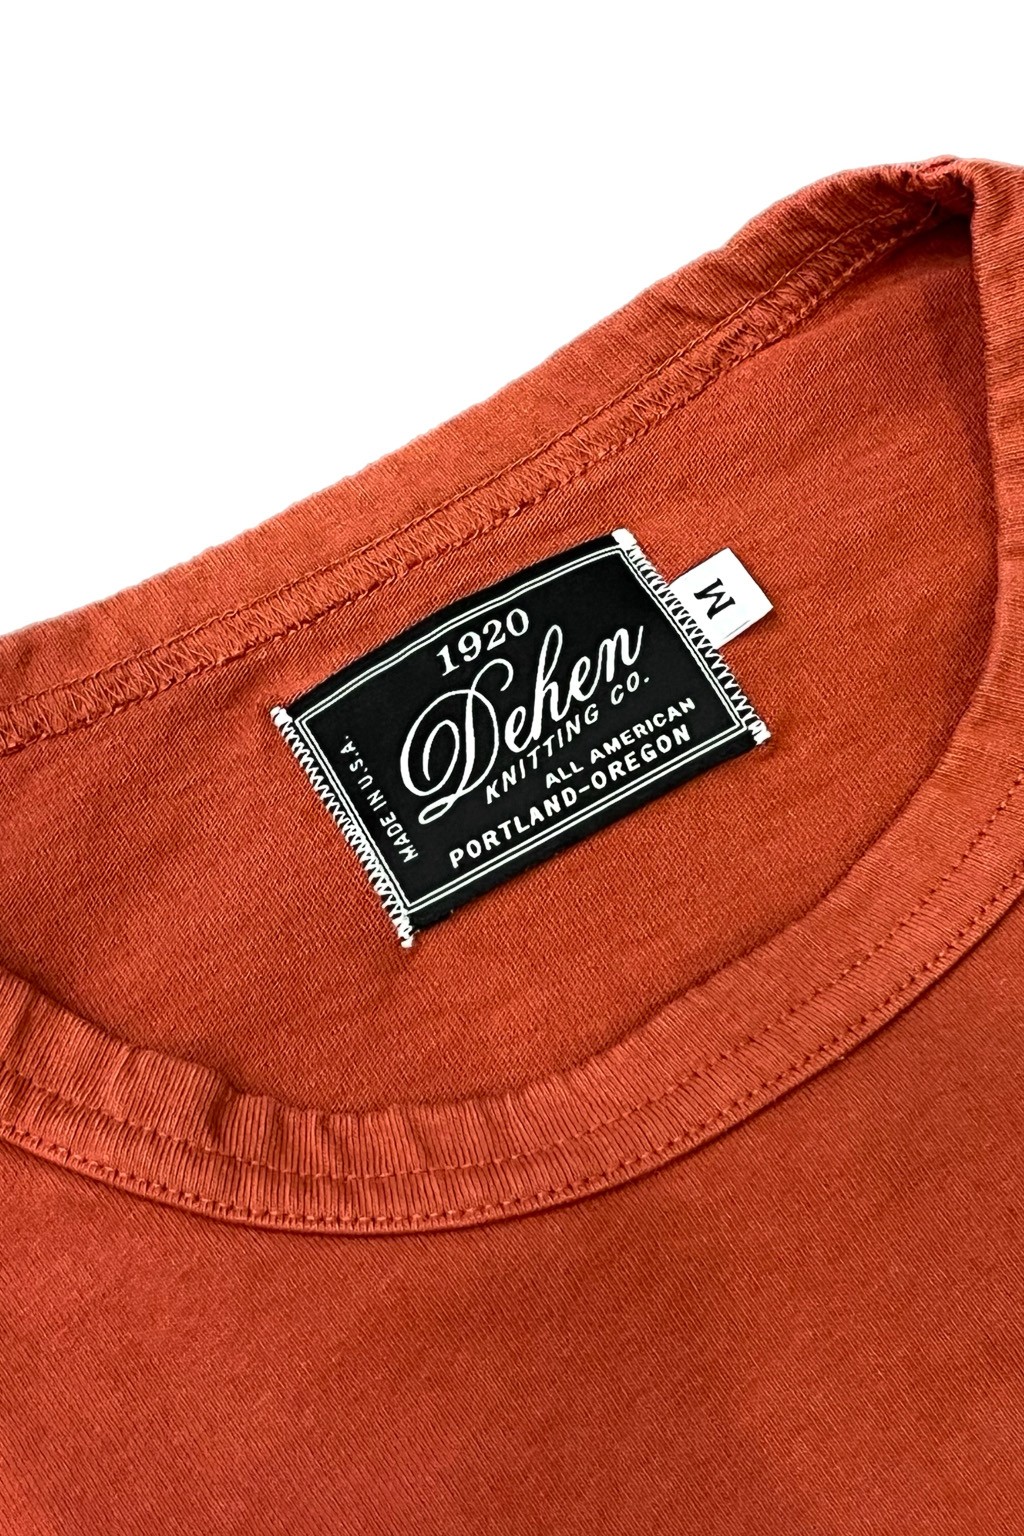 1920
Dehen
KNITTING CO.
ALL AMERICAN
PORTLAND-OREGON
MADE IN U.S.A.
M